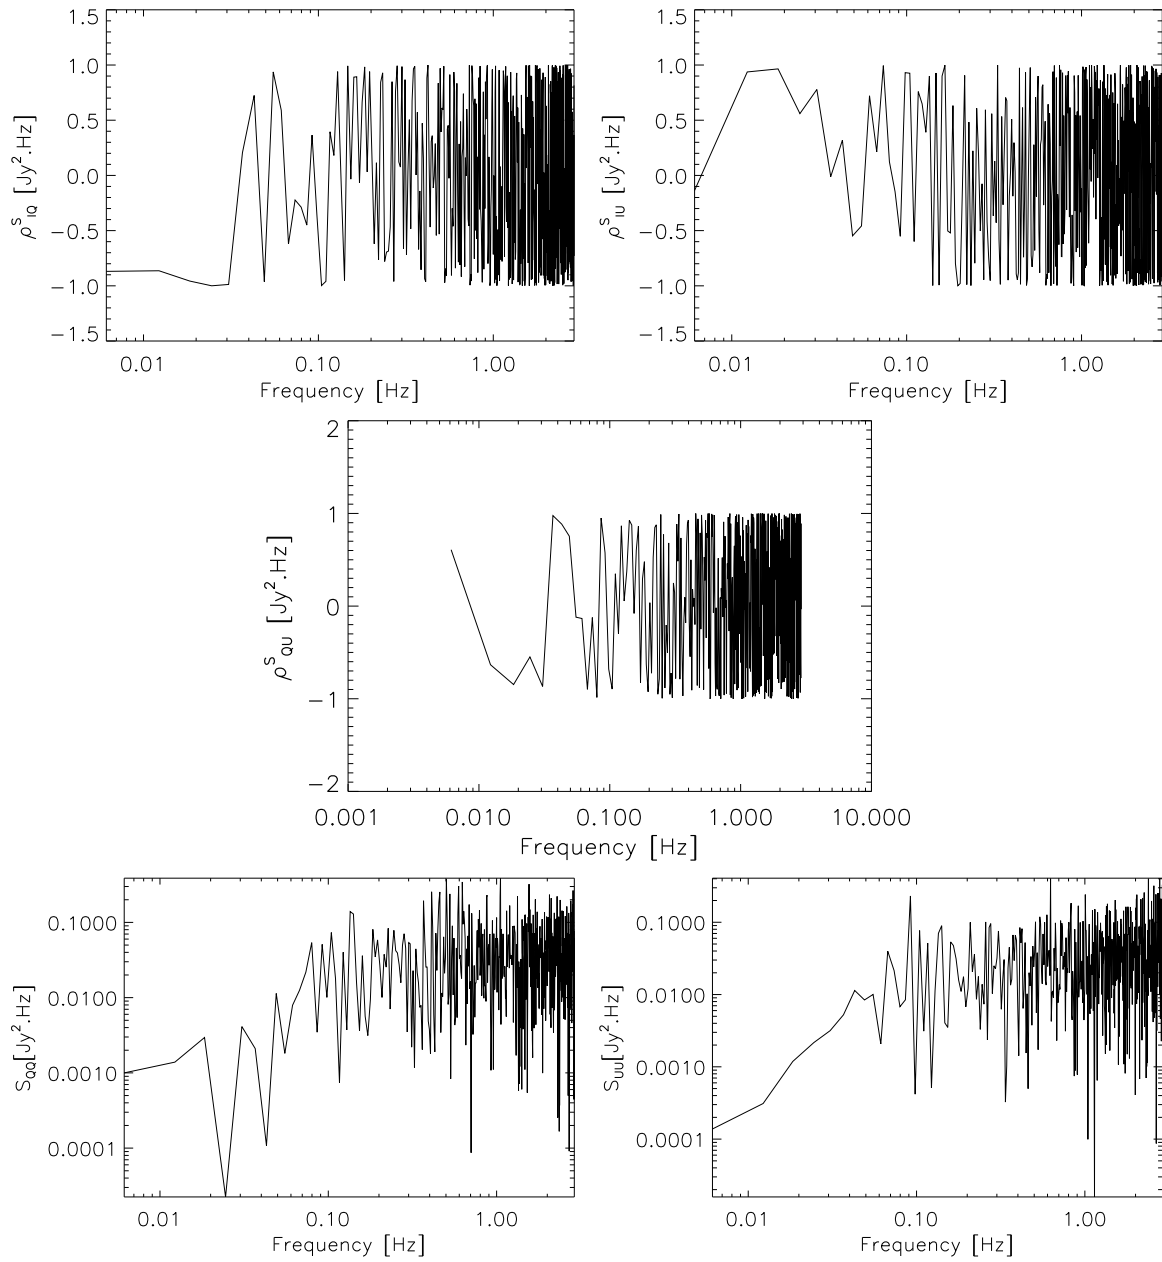 1.5
1.0
0.5
0.0
−0.5
−1.0
−1.5
ρ^S_IQ [Jy².Hz]
0.01 0.10 1.00
Frequency [Hz]
1.5
1.0
0.5
0.0
−0.5
−1.0
−1.5
ρ^S_IU [Jy².Hz]
0.01 0.10 1.00
Frequency [Hz]
2
1
0
−1
−2
ρ^S_QU [Jy².Hz]
0.001 0.010 0.100 1.000 10.000
Frequency [Hz]
0.1000
0.0100
0.0010
0.0001
S_QQ[Jy².Hz]
0.01 0.10 1.00
Frequency [Hz]
0.1000
0.0100
0.0010
0.0001
S_UU[Jy².Hz]
0.01 0.10 1.00
Frequency [Hz]